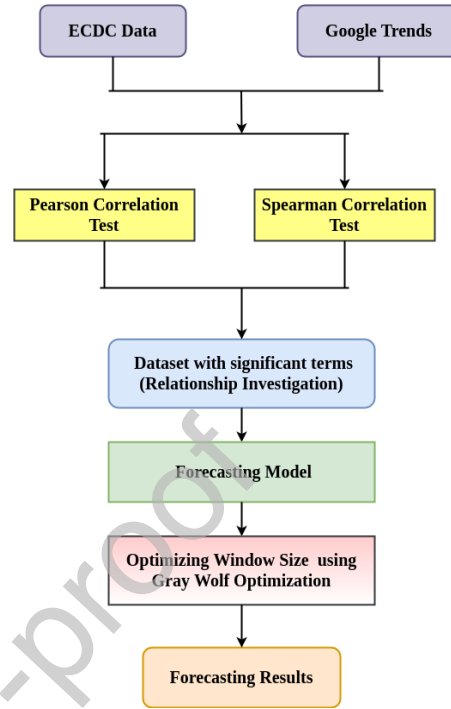 ECDC Data
Google Trends
Pearson Correlation
Test
Spearman Correlation
Test
Dataset with significant terms
(Relationship Investigation)
Forecasting Model
Optimizing Window Size using
Gray Wolf Optimization
Forecasting Results
-proof